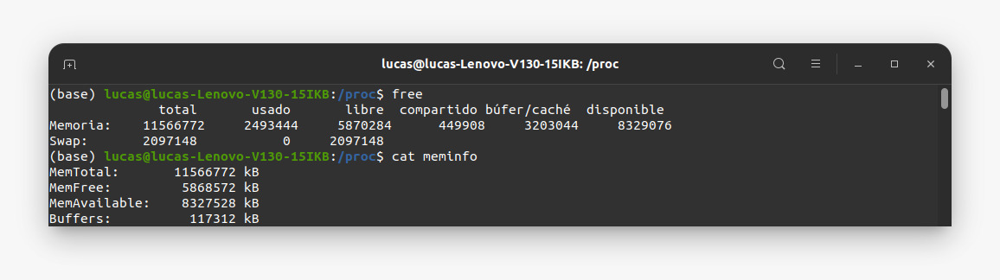 lucas@lucas-Lenovo-V130-15IKB: /proc
(base) lucas@lucas-Lenovo-V130-15IKB:/proc$ free
              total       usado       libre  compartido búfer/caché  disponible
Memoria:    11566772     2493444     5870284      449908     3203044     8329076
Swap:       2097148           0     2097148
(base) lucas@lucas-Lenovo-V130-15IKB:/proc$ cat meminfo
MemTotal:       11566772 kB
MemFree:         5868572 kB
MemAvailable:    8327528 kB
Buffers:          117312 kB